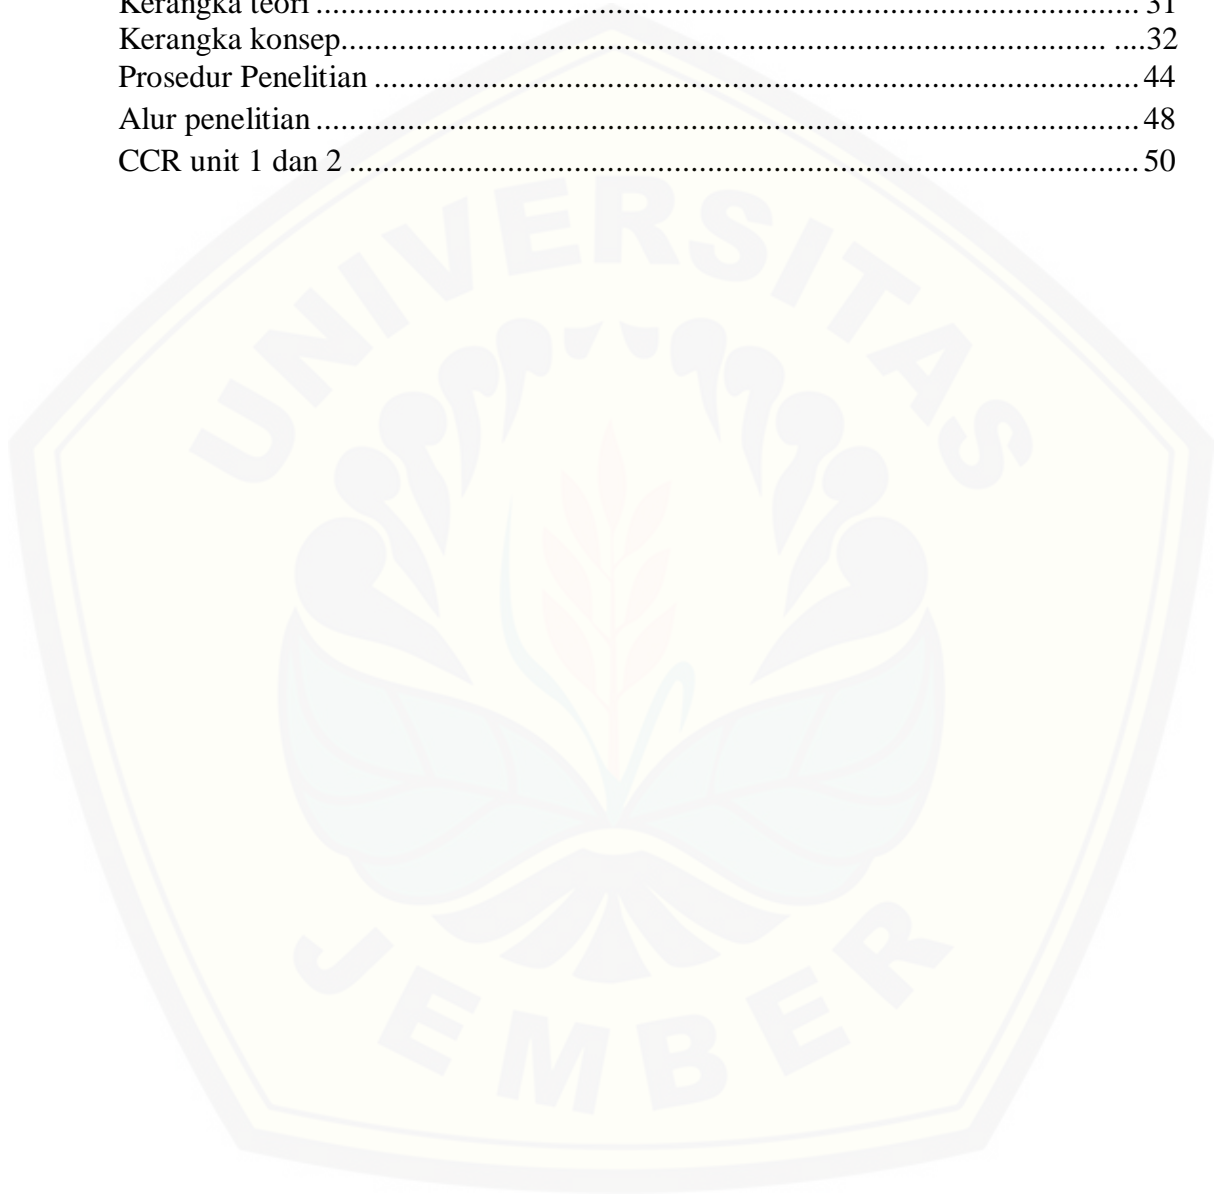 Kerangka teori .................................................................................................... 31
Kerangka konsep............................................................................................. ....32
Prosedur Penelitian ............................................................................................. 44
Alur penelitian .................................................................................................... 48
CCR unit 1 dan 2 ................................................................................................ 50
UNIVERSITAS
JEMBER